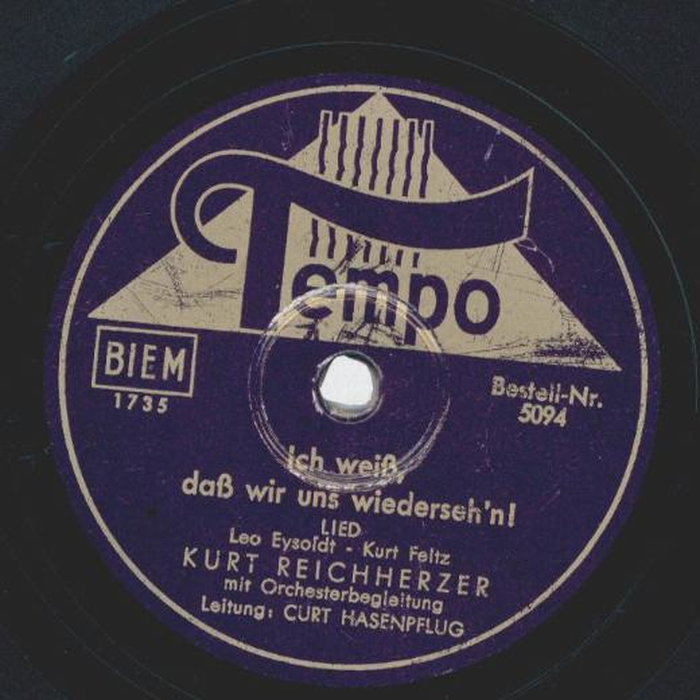 Tempo
BIEM
1735
Bestell-Nr.
5094
Ich weiß,
daß wir uns wiederseh'n!
LIED
Leo Eysoldt - Kurt Feltz
KURT REICHHERZER
mit Orchesterbegleitung
Leitung: CURT HASENPFLUG